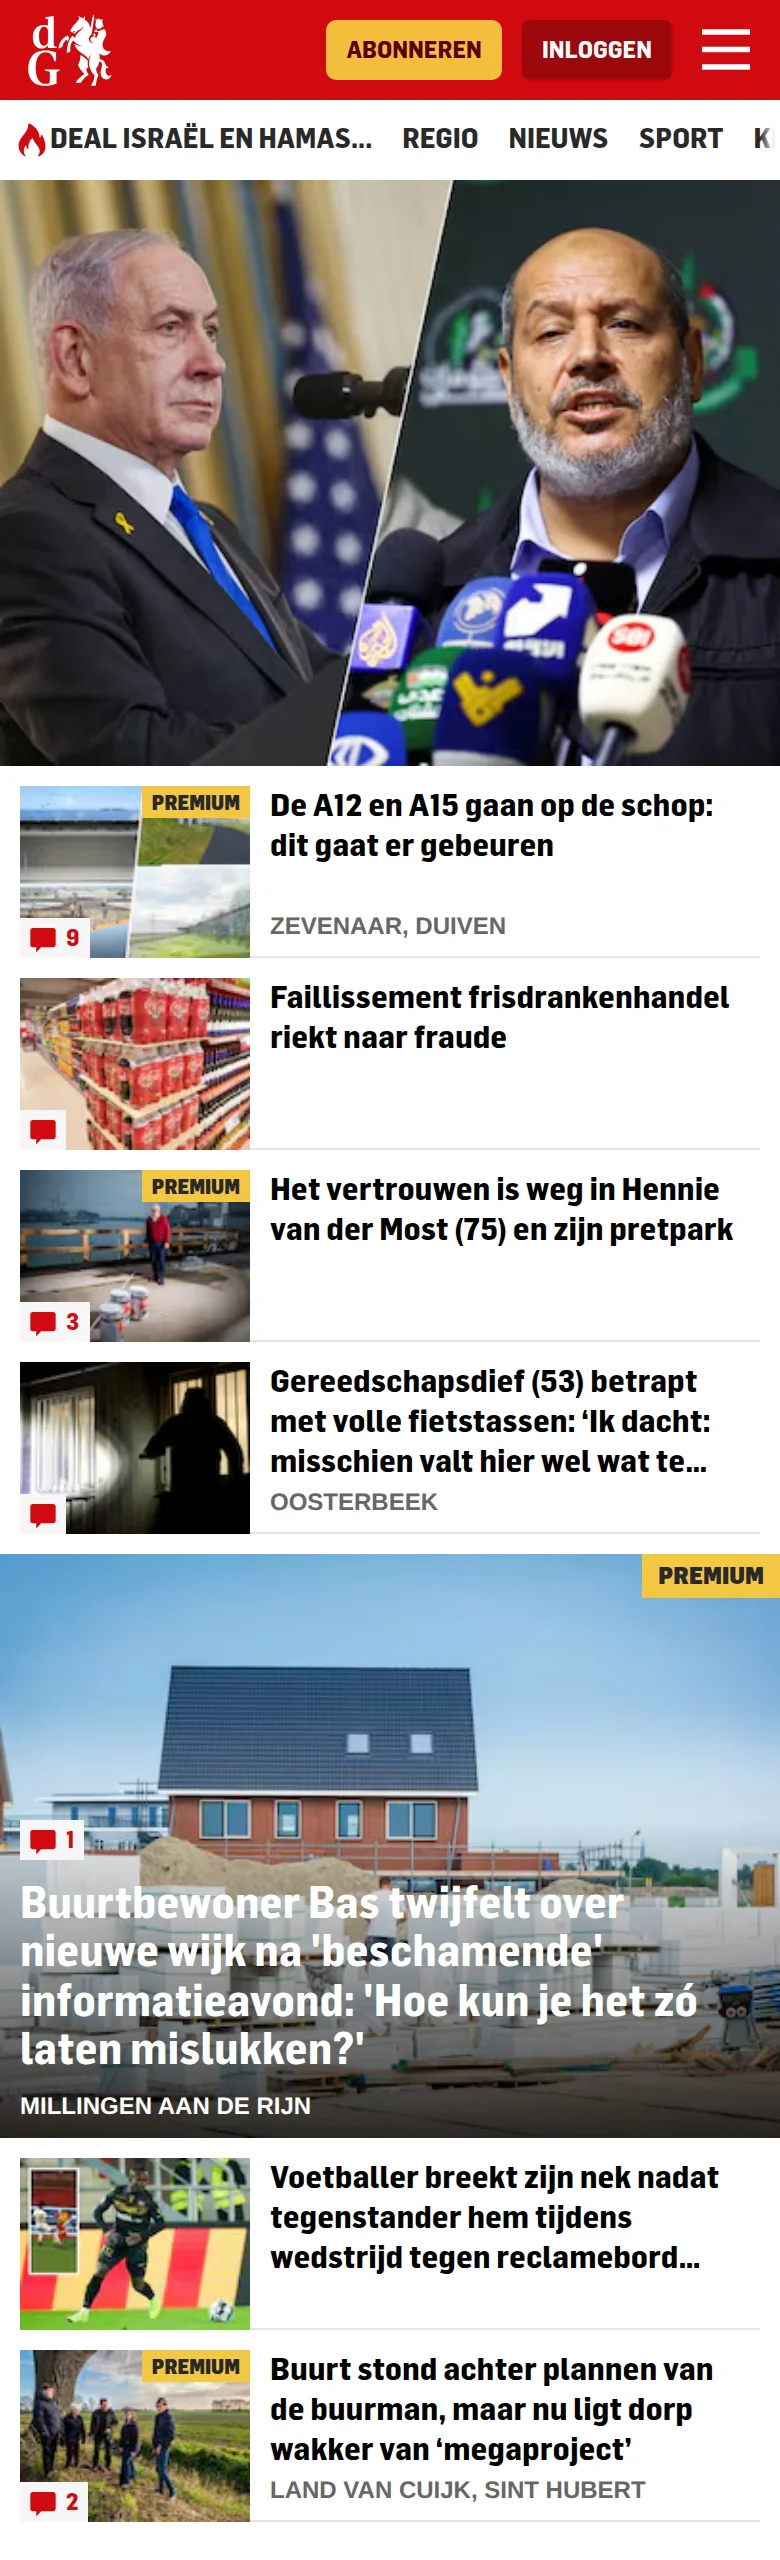 dG
ABONNEREN
INLOGGEN
DEAL ISRAËL EN HAMAS...
REGIO
NIEUWS
SPORT
K
SBI
PREMIUM
9
De A12 en A15 gaan op de schop:
dit gaat er gebeuren
ZEVENAAR, DUIVEN
Faillissement frisdrankenhandel
riekt naar fraude
PREMIUM
3
Het vertrouwen is weg in Hennie
van der Most (75) en zijn pretpark
Gereedschapsdief (53) betrapt
met volle fietstassen: ‘Ik dacht:
misschien valt hier wel wat te...
OOSTERBEEK
PREMIUM
1
Buurtbewoner Bas twijfelt over
nieuwe wijk na 'beschamende'
informatieavond: 'Hoe kun je het zó
laten mislukken?'
MILLINGEN AAN DE RIJN
Voetballer breekt zijn nek nadat
tegenstander hem tijdens
wedstrijd tegen reclamebord...
PREMIUM
2
Buurt stond achter plannen van
de buurman, maar nu ligt dorp
wakker van ‘megaproject’
LAND VAN CUIJK, SINT HUBERT